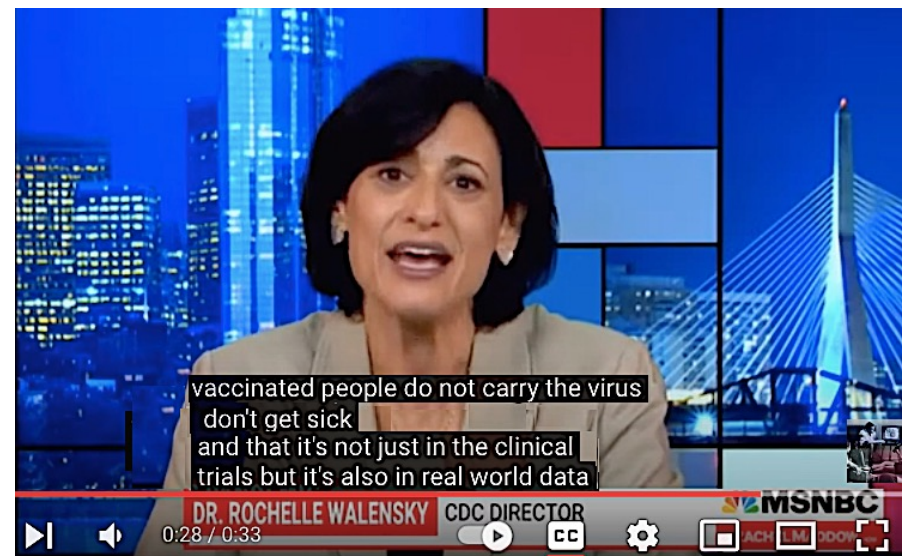 vaccinated people do not carry the virus
don't get sick
and that it's not just in the clinical
trials but it's also in real world data
DR. ROCHELLE WALENSKY CDC DIRECTOR
MSNBC
0:28 / 0:33
CC